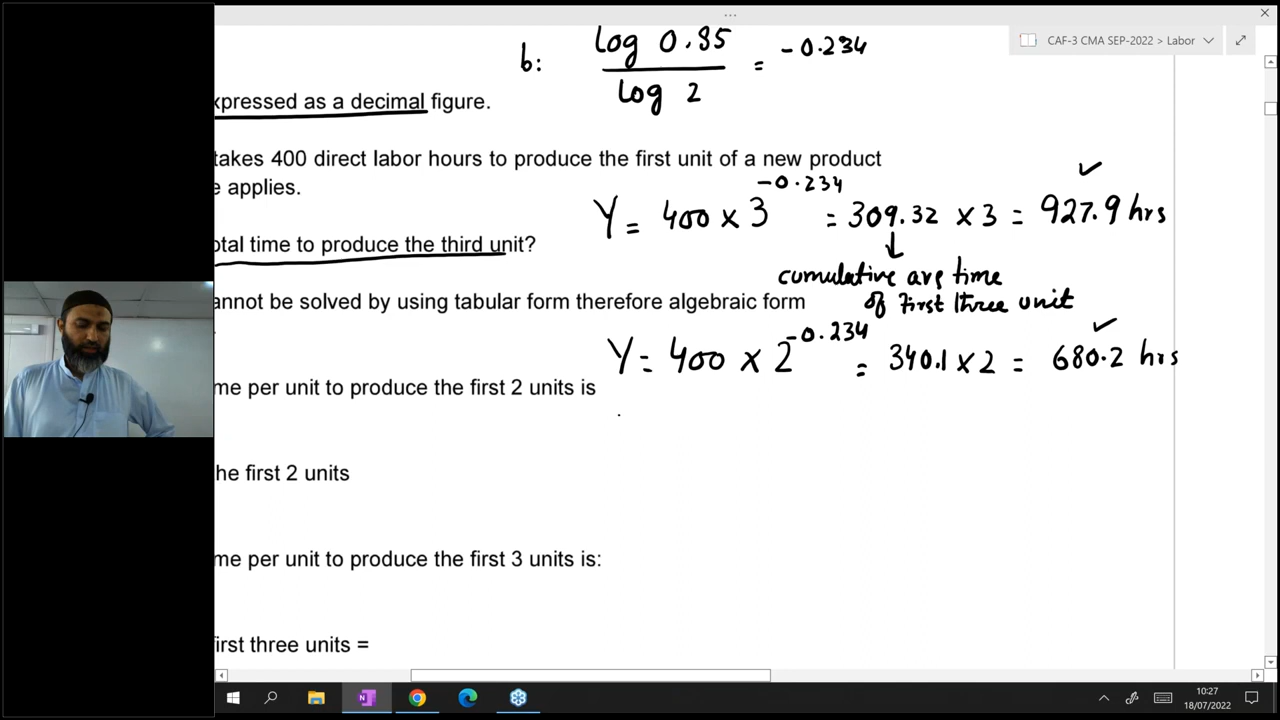 CAF-3 CMA SEP-2022 > Labor
b: log 0.85 / log 2 = -0.234
xpressed as a decimal figure.
takes 400 direct labor hours to produce the first unit of a new product
e applies.
Y = 400 × 3^-0.234 = 309.32 × 3 = 927.9 hrs
otal time to produce the third unit?
cumulative avg time
of First three unit
annot be solved by using tabular form therefore algebraic form
Y = 400 × 2^-0.234 = 340.1 × 2 = 680.2 hrs
me per unit to produce the first 2 units is
he first 2 units
me per unit to produce the first 3 units is:
irst three units =
10:27
18/07/2022